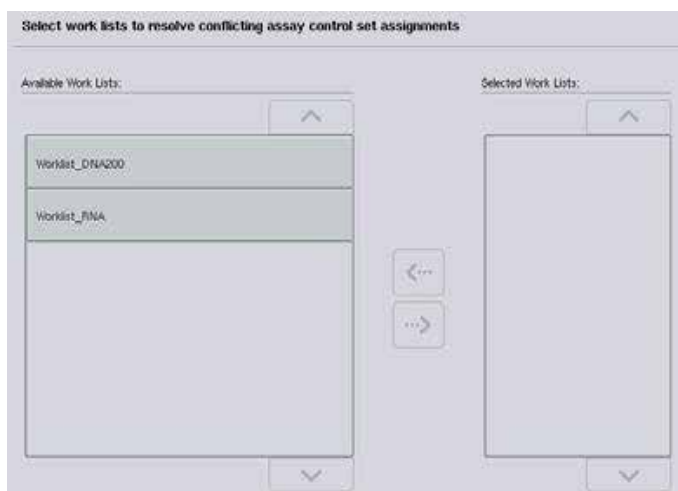 Select work lists to resolve conflicting assay control set assignments
Available Work Lists:
Selected Work Lists:
Worklist_DNA200
Worklist_RNA